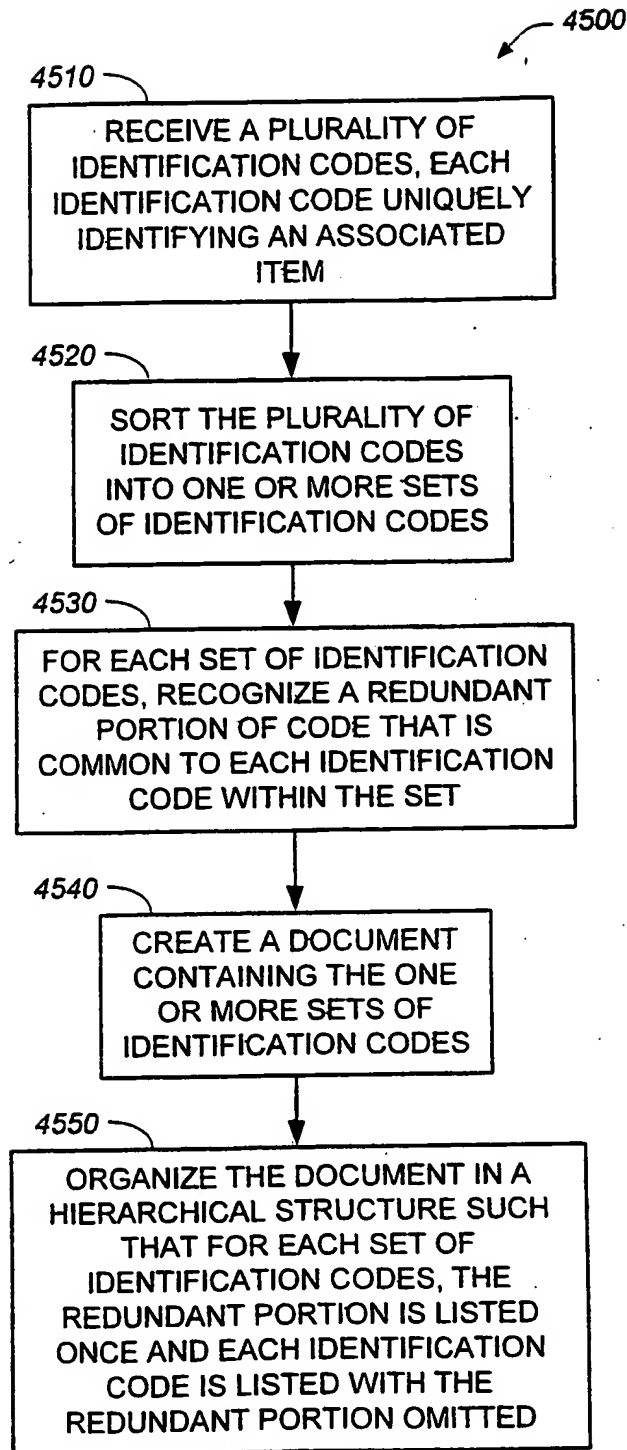 4500
4510
RECEIVE A PLURALITY OF
IDENTIFICATION CODES, EACH
IDENTIFICATION CODE UNIQUELY
IDENTIFYING AN ASSOCIATED
ITEM
4520
SORT THE PLURALITY OF
IDENTIFICATION CODES
INTO ONE OR MORE SETS
OF IDENTIFICATION CODES
4530
FOR EACH SET OF IDENTIFICATION
CODES, RECOGNIZE A REDUNDANT
PORTION OF CODE THAT IS
COMMON TO EACH IDENTIFICATION
CODE WITHIN THE SET
4540
CREATE A DOCUMENT
CONTAINING THE ONE
OR MORE SETS OF
IDENTIFICATION CODES
4550
ORGANIZE THE DOCUMENT IN A
HIERARCHICAL STRUCTURE SUCH
THAT FOR EACH SET OF
IDENTIFICATION CODES, THE
REDUNDANT PORTION IS LISTED
ONCE AND EACH IDENTIFICATION
CODE IS LISTED WITH THE
REDUNDANT PORTION OMITTED